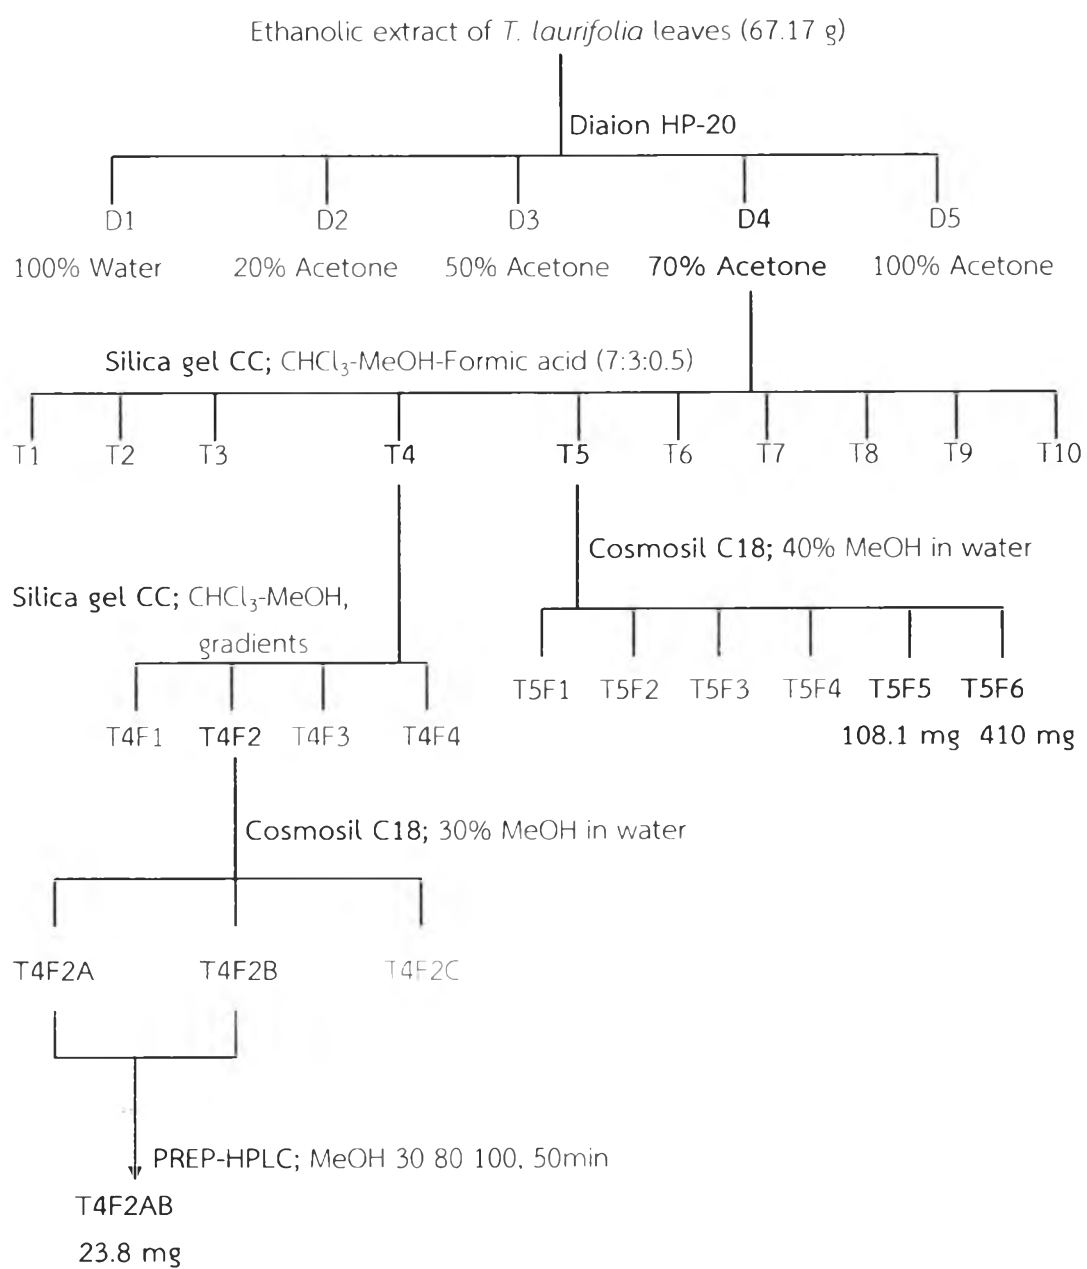 Ethanolic extract of T. laurifolia leaves (67.17 g)
Diaion HP-20
D1 D2 D3 D4 D5
100% Water 20% Acetone 50% Acetone 70% Acetone 100% Acetone
Silica gel CC; CHCl₃-MeOH-Formic acid (7:3:0.5)
T1 T2 T3 T4 T5 T6 T7 T8 T9 T10
Cosmosil C18; 40% MeOH in water
Silica gel CC; CHCl₃-MeOH,
gradients
T5F1 T5F2 T5F3 T5F4 T5F5 T5F6
108.1 mg 410 mg
T4F1 T4F2 T4F3 T4F4
Cosmosil C18; 30% MeOH in water
T4F2A T4F2B T4F2C
PREP-HPLC; MeOH 30 80 100, 50min
T4F2AB
23.8 mg